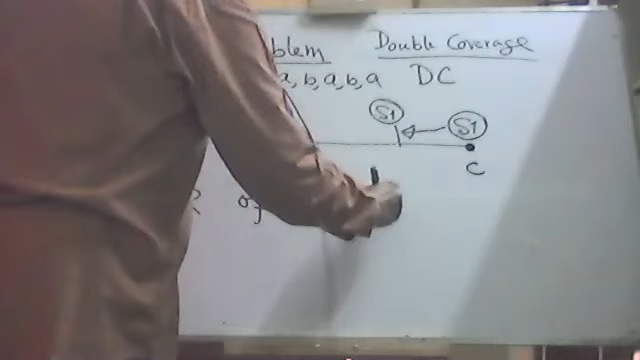 blem Double Coverage
a, b, a, b, a DC
S1 S1
C
of